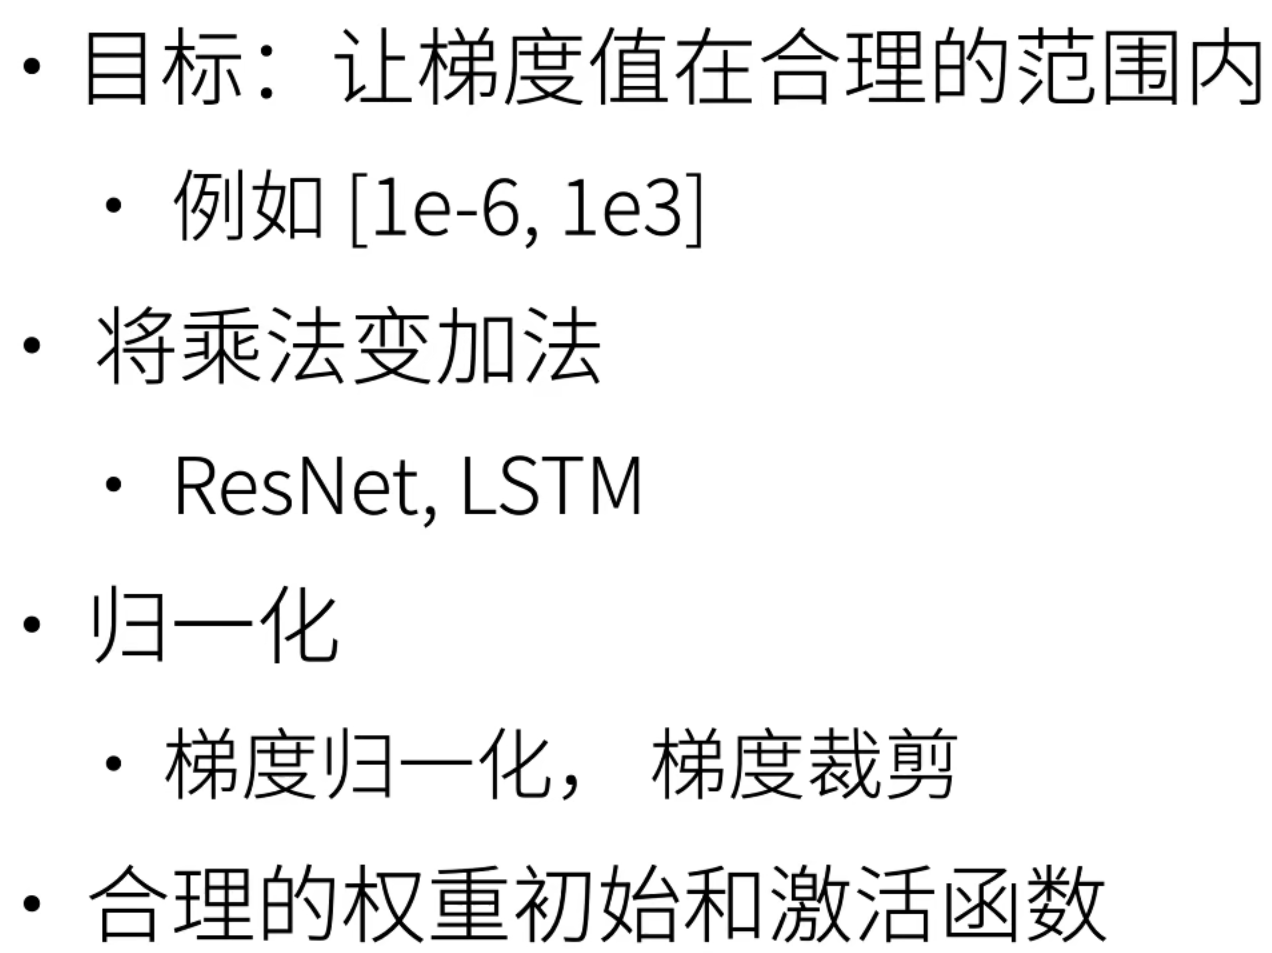 • 目标：让梯度值在合理的范围内
• 例如 [1e-6, 1e3]
• 将乘法变加法
• ResNet, LSTM
• 归一化
• 梯度归一化， 梯度裁剪
• 合理的权重初始和激活函数